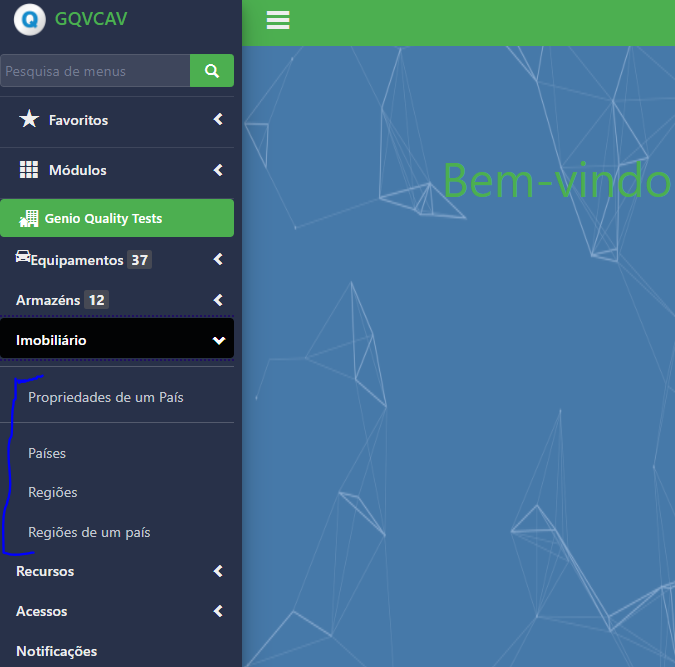 GQVCAV
Pesquisa de menus
Favoritos
Módulos
Genio Quality Tests
Equipamentos 37
Armazéns 12
Imobiliário
Propriedades de um País
Países
Regiões
Regiões de um país
Recursos
Acessos
Notificações
Bem-vindo